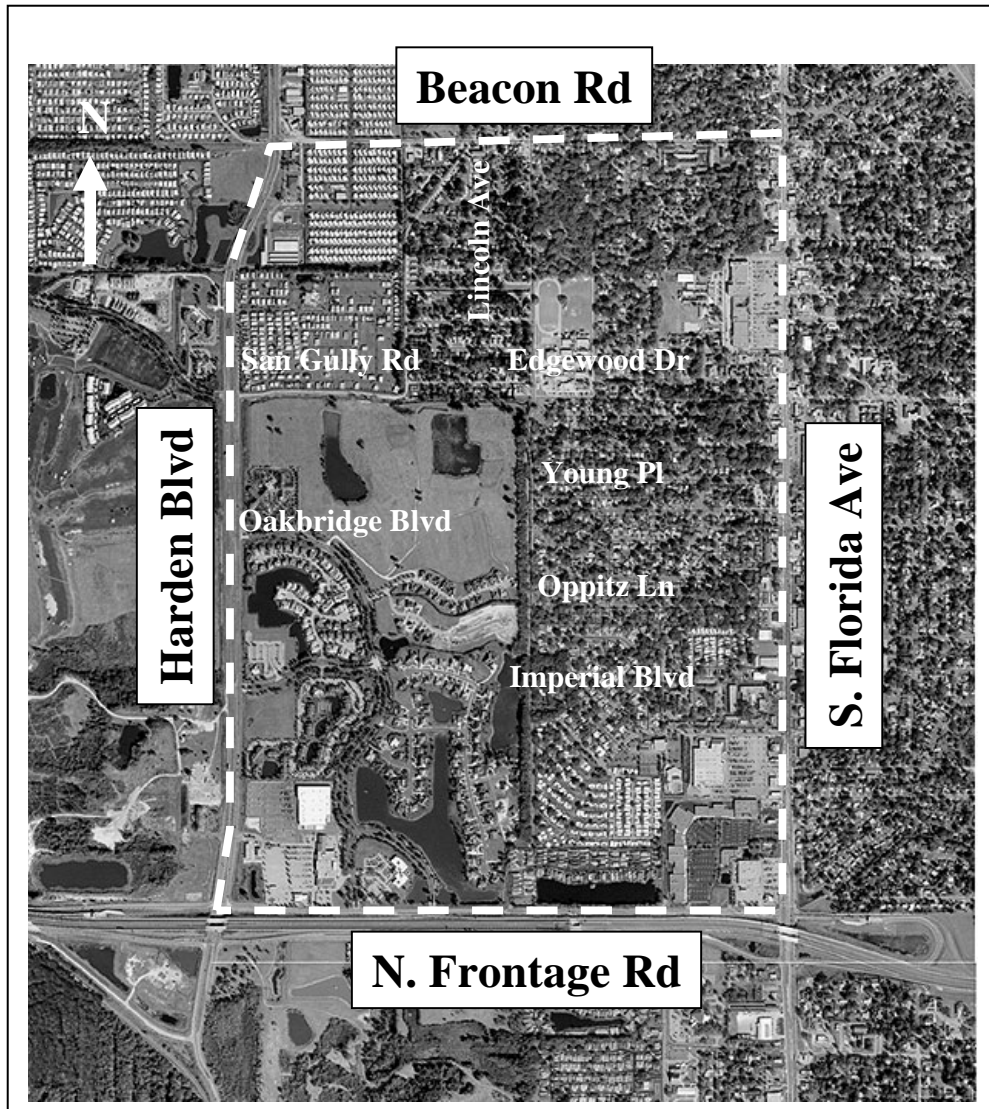 Beacon Rd
N
Lincoln Ave
San Gully Rd
Edgewood Dr
Harden Blvd
Young Pl
S. Florida Ave
Oakbridge Blvd
Oppitz Ln
Imperial Blvd
N. Frontage Rd